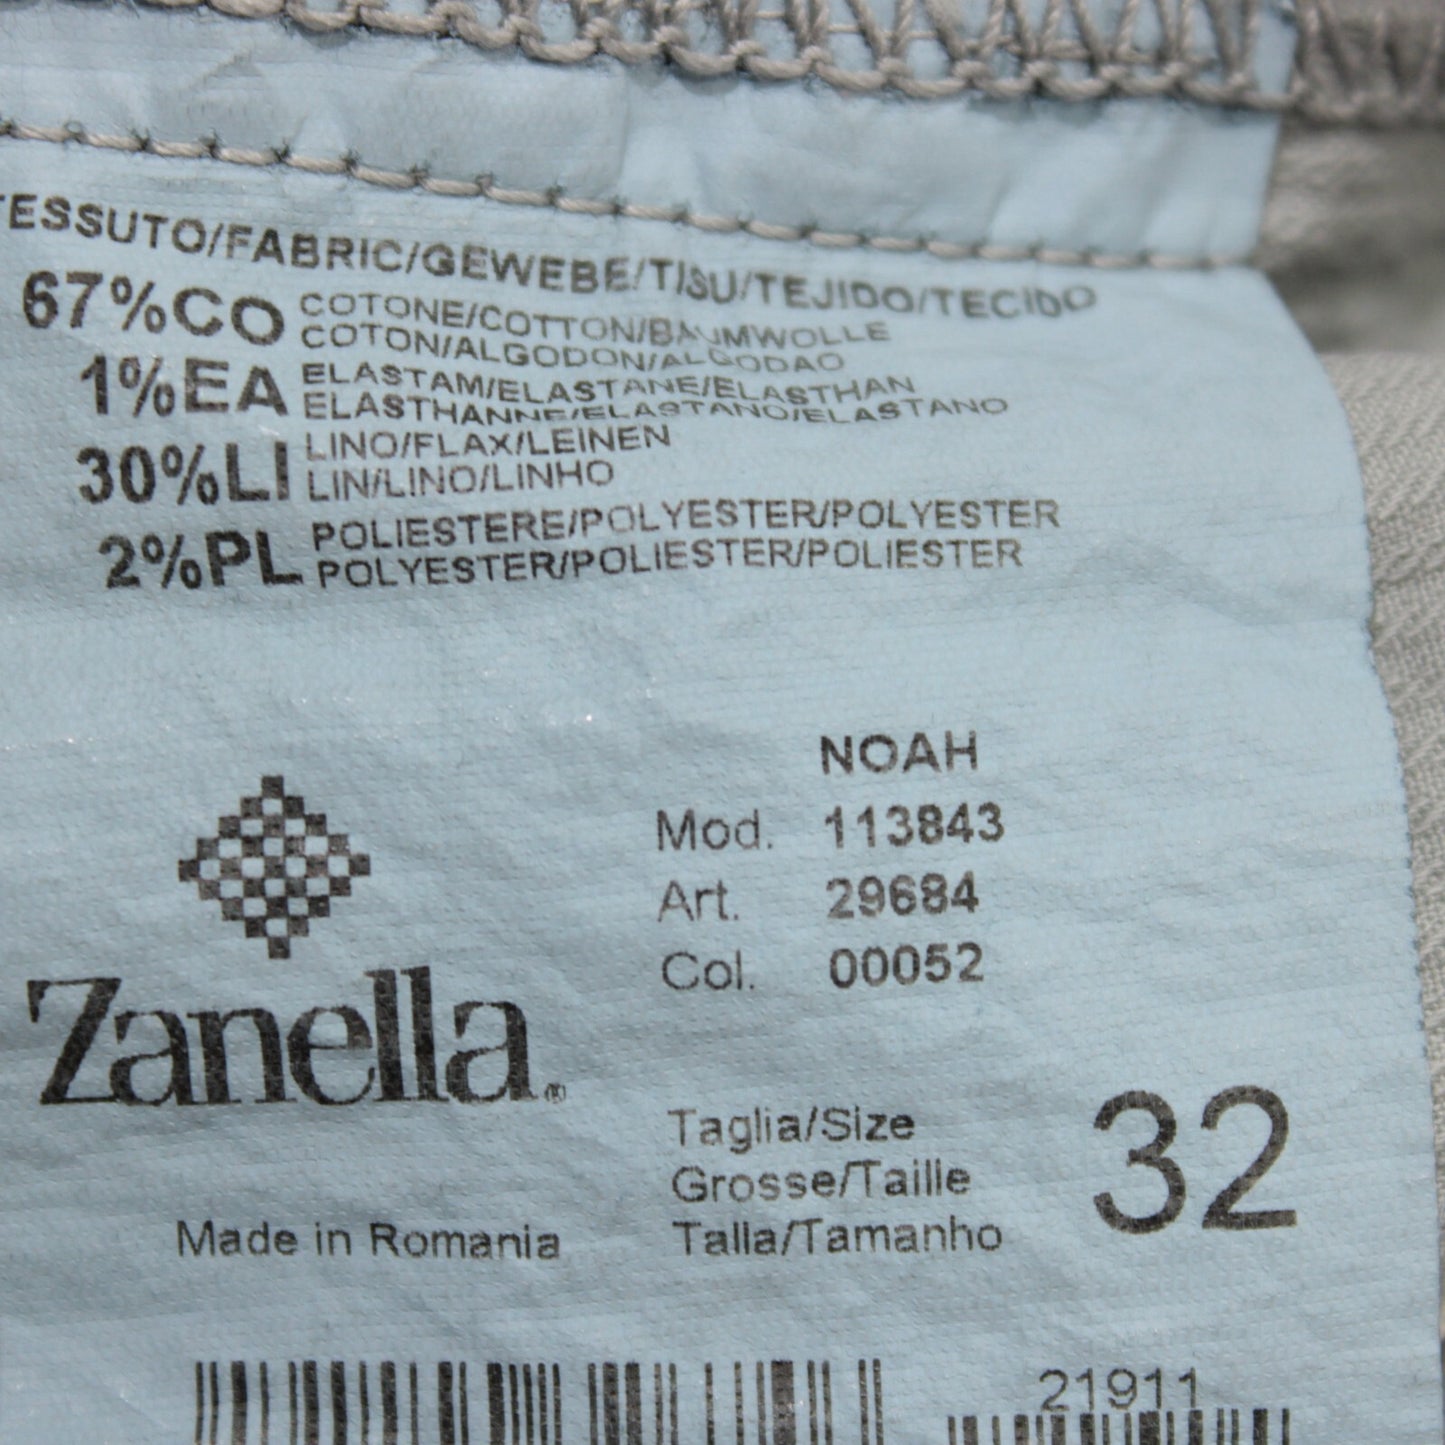 TESSUTO/FABRIC/GEWEBE/TISU/TEJIDO/TECIDO
67%CO COTONE/COTTON/BAUMWOLLE
COTON/ALGODON/ALGODAO
1%EA ELASTAM/ELASTANE/ELASTHAN
ELASTHANNE/ELASTANO/ELASTANO
30%LI LINO/FLAX/LEINEN
LIN/LINO/LINHO
2%PL POLIESTERE/POLYESTER/POLYESTER
POLYESTER/POLIESTER/POLIESTER
NOAH
Mod. 113843
Art. 29684
Col. 00052
Zanella®
Taglia/Size
Grosse/Taille
Talla/Tamanho
32
Made in Romania
21911